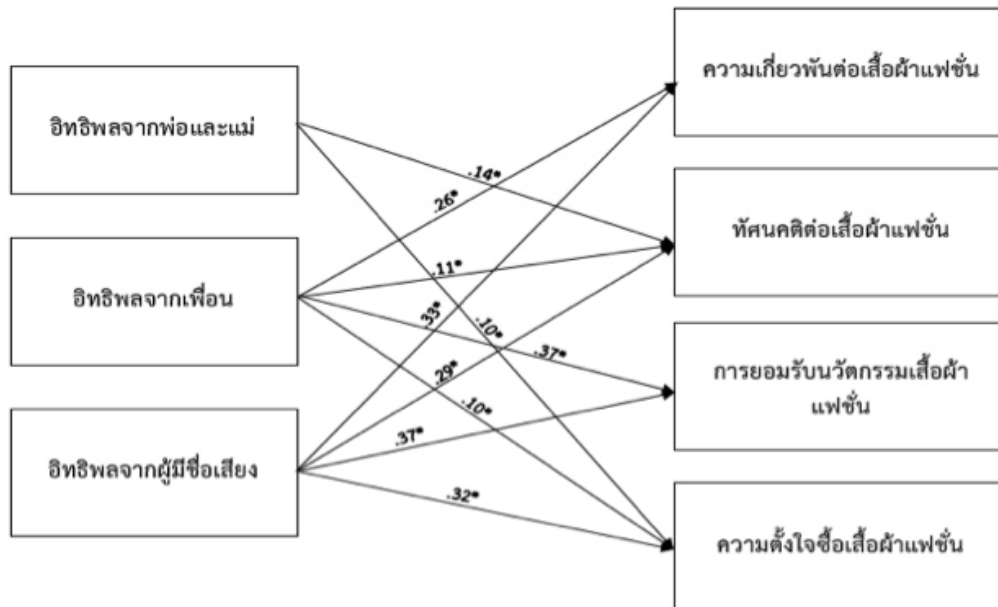 ความเกี่ยวพันต่อเสื้อผ้าแฟชั่น
อิทธิพลจากพ่อและแม่
.14*
.26*
ทัศนคติต่อเสื้อผ้าแฟชั่น
.11*
อิทธิพลจากเพื่อน
.33*
.10*
.37*
.29*
การยอมรับนวัตกรรมเสื้อผ้า
แฟชั่น
.10*
.37*
อิทธิพลจากผู้มีชื่อเสียง
.32*
ความตั้งใจซื้อเสื้อผ้าแฟชั่น